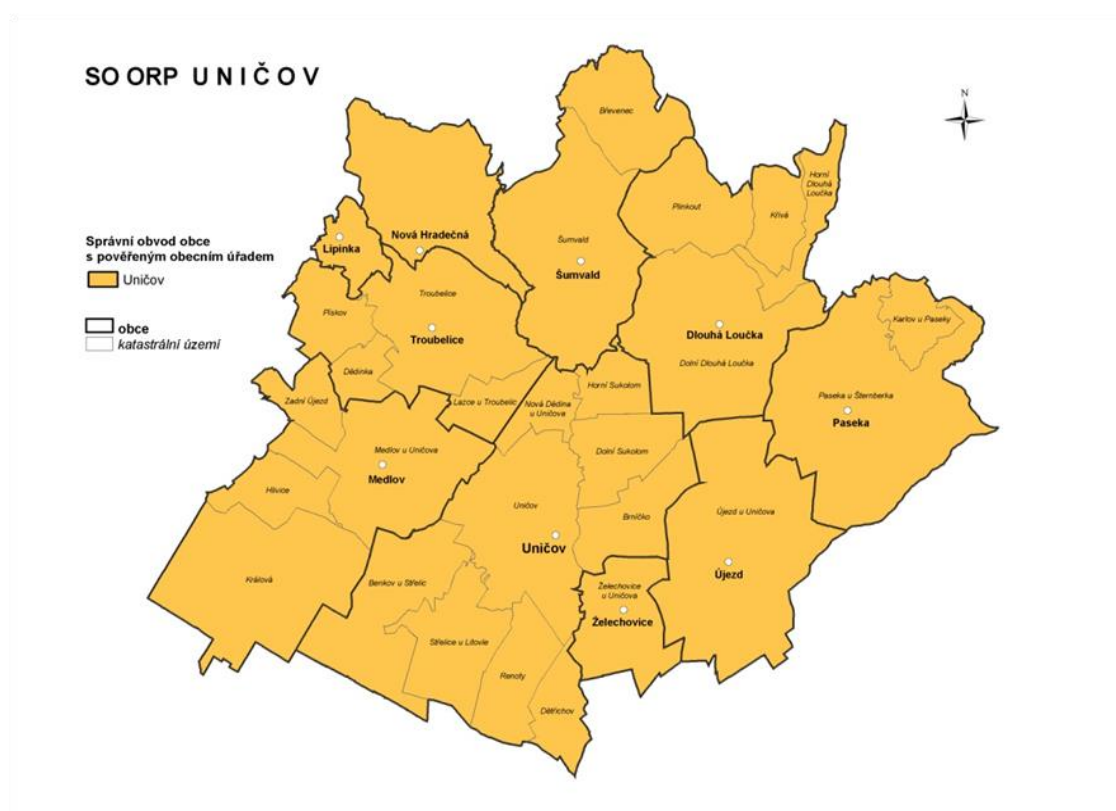 SO ORP UNIČOV
N
Břevenec
Horní
Dlouhá
Loučka
Plinkout
Křivá
Správní obvod obce
s pověřeným obecním úřadem
Uničov
obce
katastrální území
Nová Hradečná
Lipinka
Šumvald
Šumvald
Troubelice
Troubelice
Pískov
Dlouhá Loučka
Dolní Dlouhá Loučka
Karlov u Paseky
Dědinka
Horní Sukolom
Paseka u Šternberka
Paseka
Zadní Újezd
Lazce u Troubelic
Nová Dědina
u Uničova
Medlov u Uničova
Medlov
Dolní Sukolom
Hlivice
Uničov
Uničov
Brníčko
Újezd u Uničova
Újezd
Králová
Benkov u Střelic
Želechovice
u Uničova
Želechovice
Střelice u Litovle
Renoty
Dětřichov